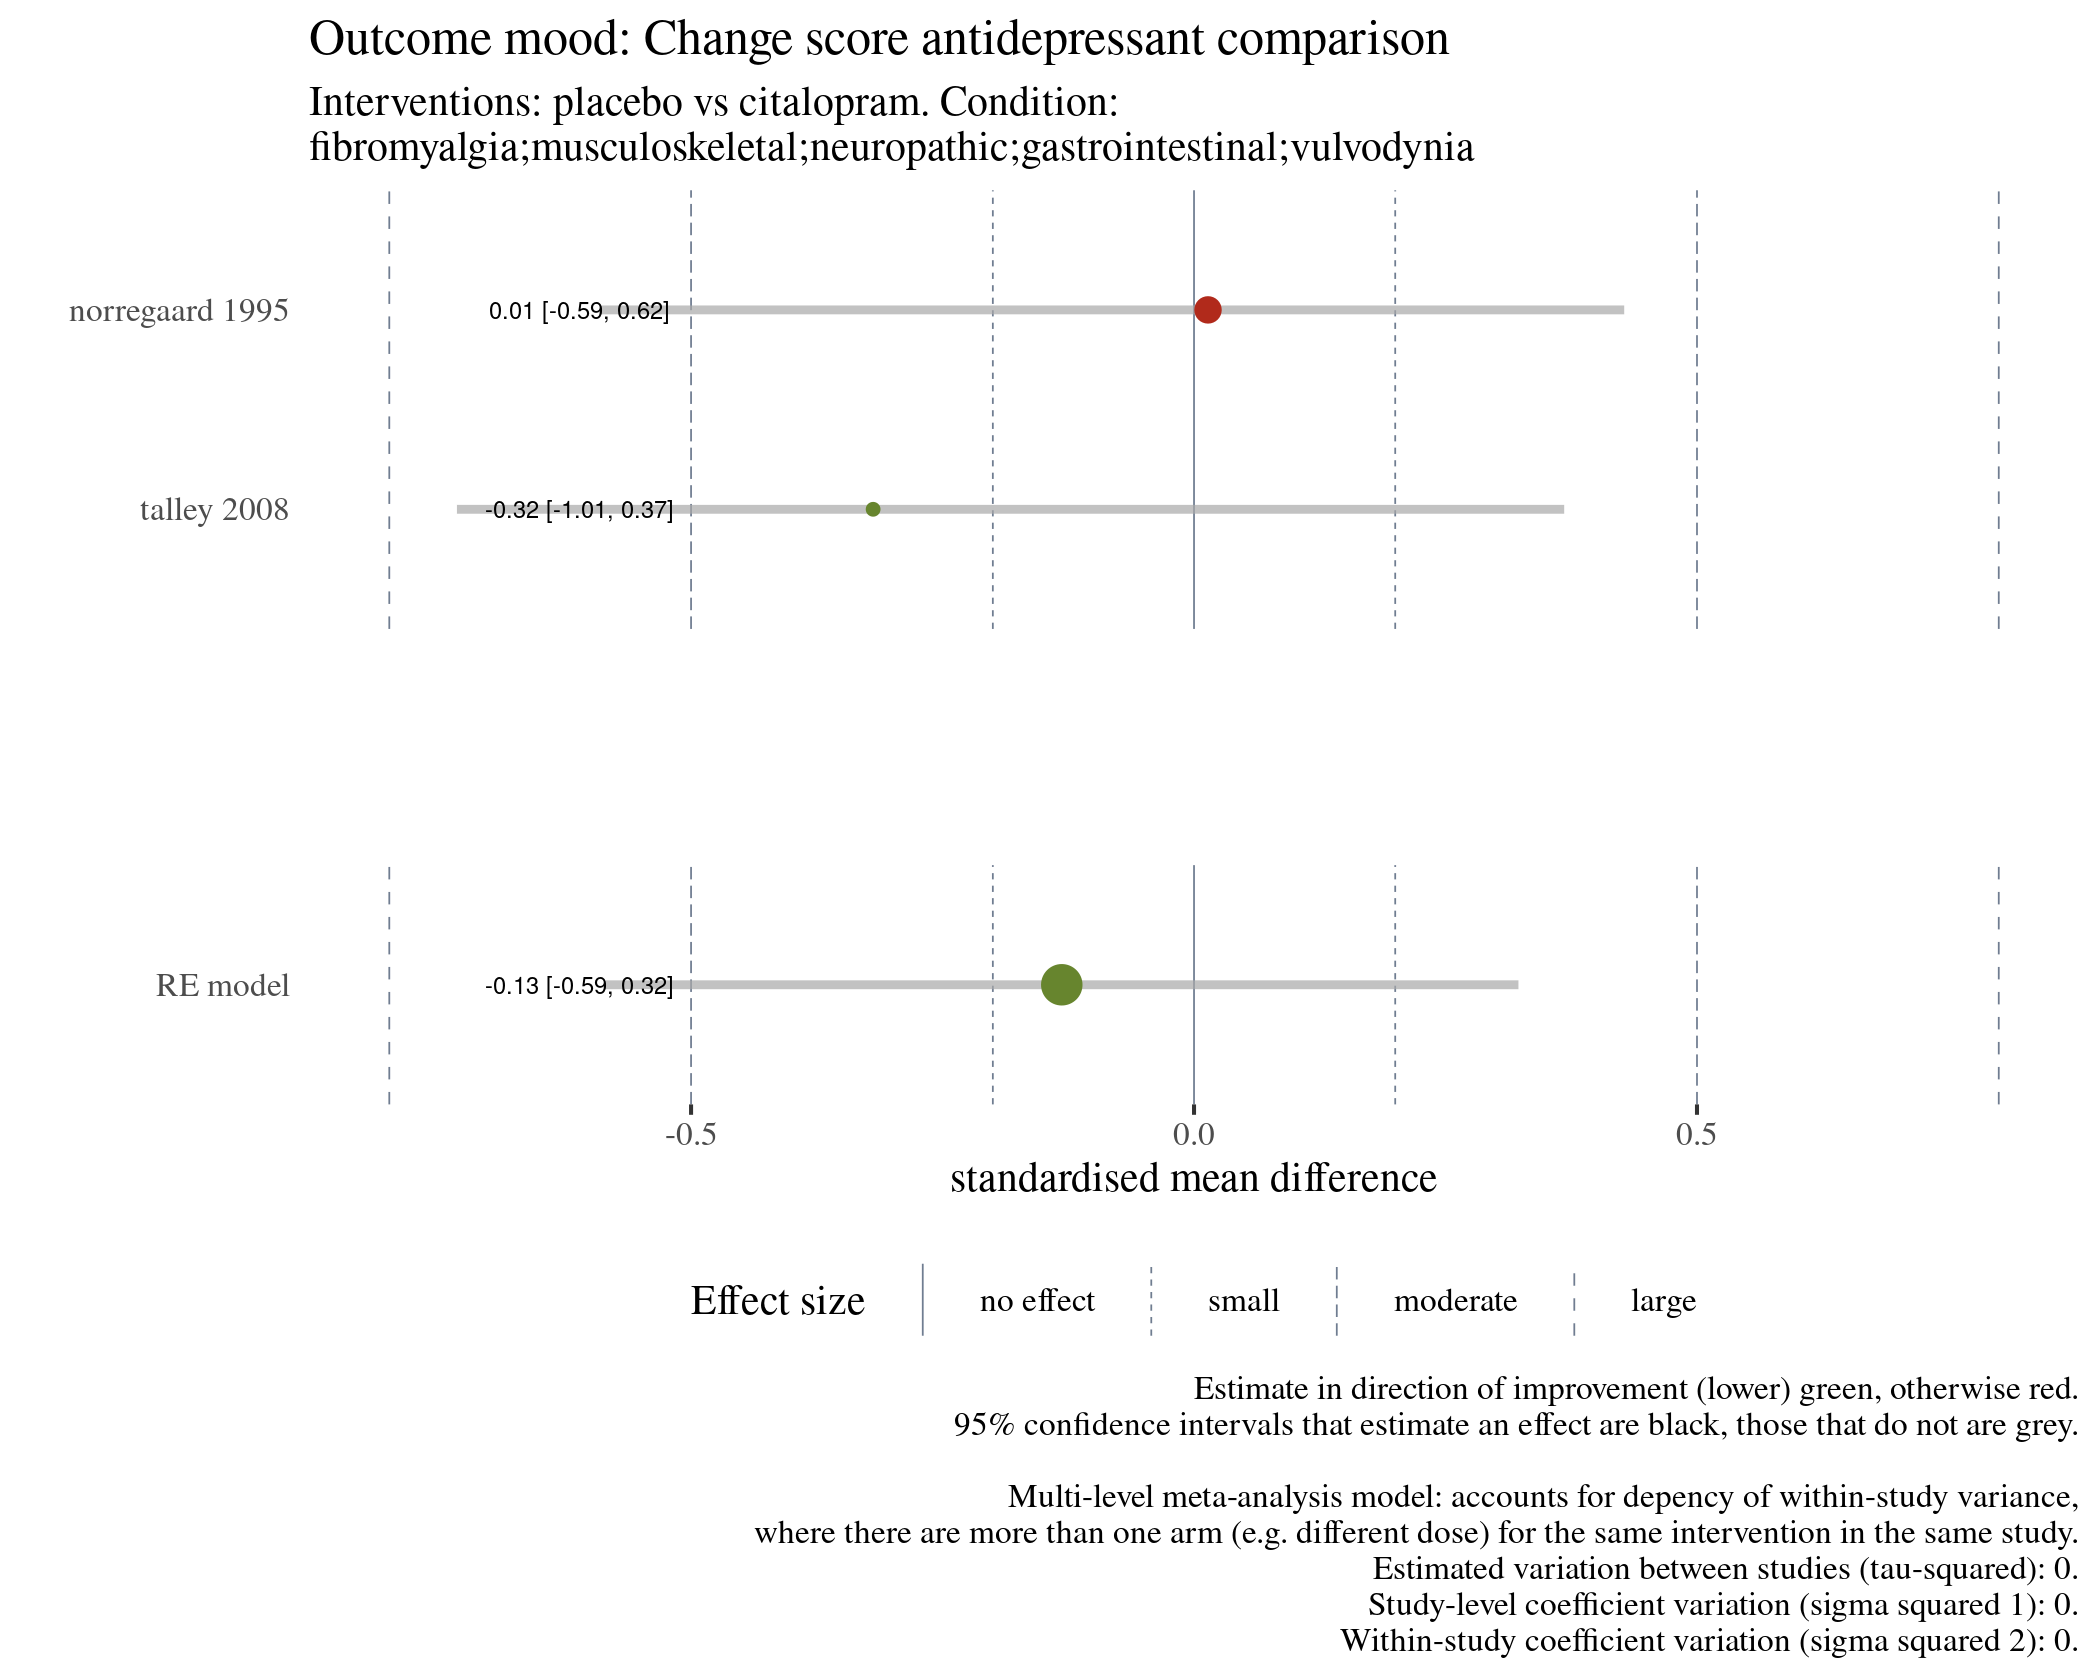 Outcome mood: Change score antidepressant comparison
Interventions: placebo vs citalopram. Condition:
fibromyalgia;musculoskeletal;neuropathic;gastrointestinal;vulvodynia
norregaard 1995
0.01 [-0.59, 0.62]
talley 2008
-0.32 [-1.01, 0.37]
RE model
-0.13 [-0.59, 0.32]
-0.5 0.0 0.5
standardised mean difference
Effect size no effect small moderate large
Estimate in direction of improvement (lower) green, otherwise red.
95% confidence intervals that estimate an effect are black, those that do not are grey.
Multi-level meta-analysis model: accounts for depency of within-study variance,
where there are more than one arm (e.g. different dose) for the same intervention in the same study.
Estimated variation between studies (tau-squared): 0.
Study-level coefficient variation (sigma squared 1): 0.
Within-study coefficient variation (sigma squared 2): 0.